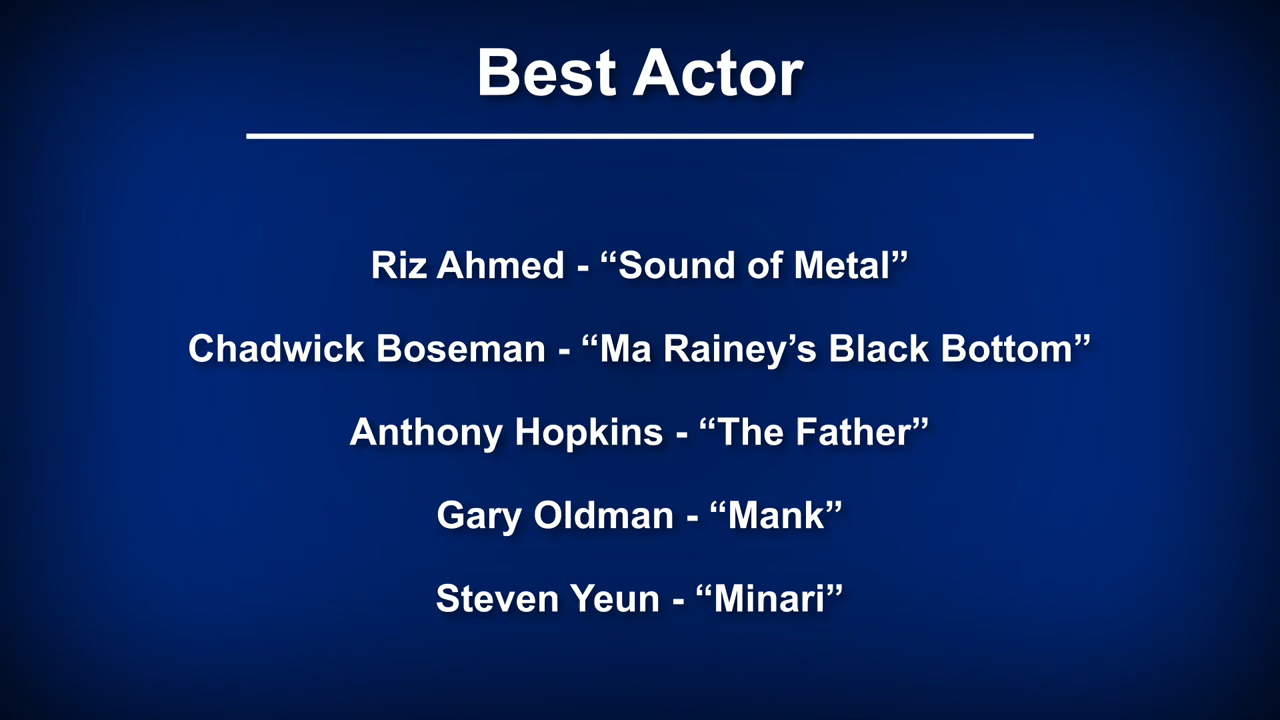 Best Actor
Riz Ahmed - “Sound of Metal”
Chadwick Boseman - “Ma Rainey’s Black Bottom”
Anthony Hopkins - “The Father”
Gary Oldman - “Mank”
Steven Yeun - “Minari”